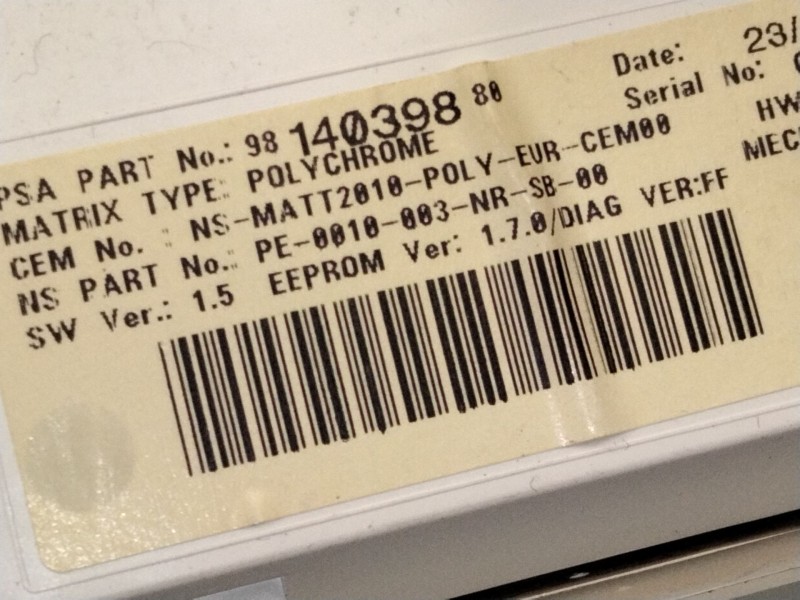 PSA PART No.: 98 140398 80
MATRIX TYPE: POLYCHROME
CEM No. : NS-MATT2010-POLY-EUR-CEM00
NS PART No.: PE-0010-003-NR-SB-00
SW Ver.: 1.5 EEPROM Ver: 1.7.0/DIAG VER:FF
Date: 23/
Serial No:
HW
MEC